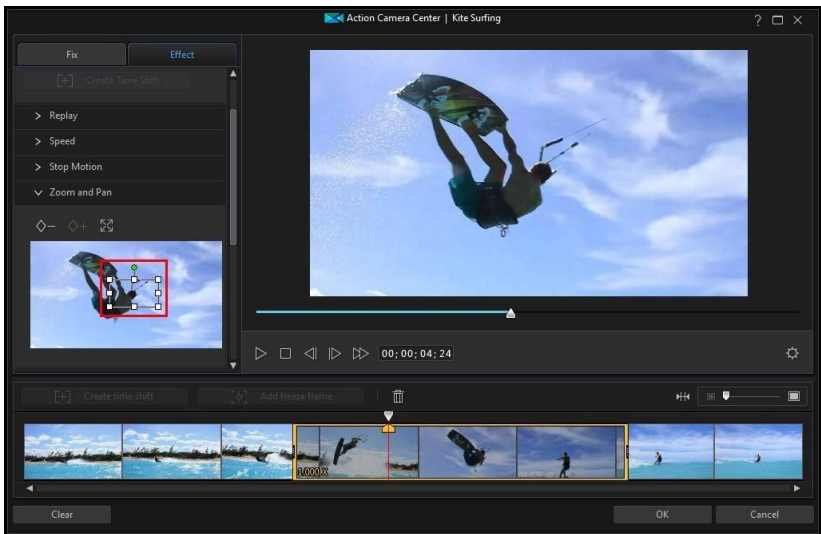 Action Camera Center | Kite Surfing
Fix
Effect
[+] Create Time Shift
> Replay
> Speed
> Stop Motion
Zoom and Pan
00; 00; 04; 24
[+] Create time shift
Add freeze frame
1.000 X
Clear
OK
Cancel